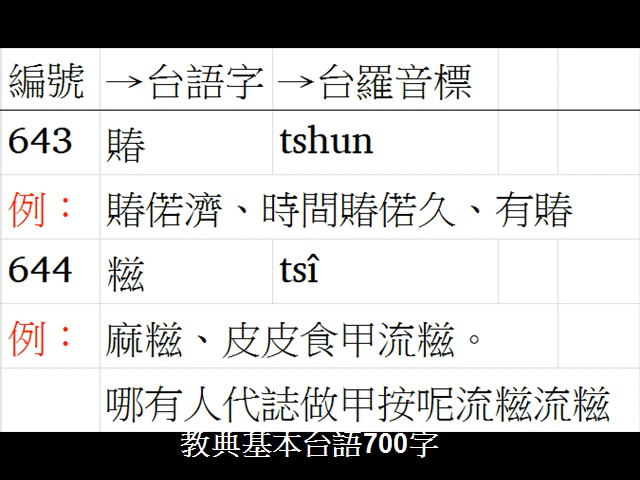 編號 →台語字 →台羅音標
643 賰 tshun
例： 賰偌濟、時間賰偌久、有賰
644 糍 tsî
例： 麻糍、皮皮食甲流糍。
哪有人代誌做甲按呢流糍流糍
教典基本台語700字